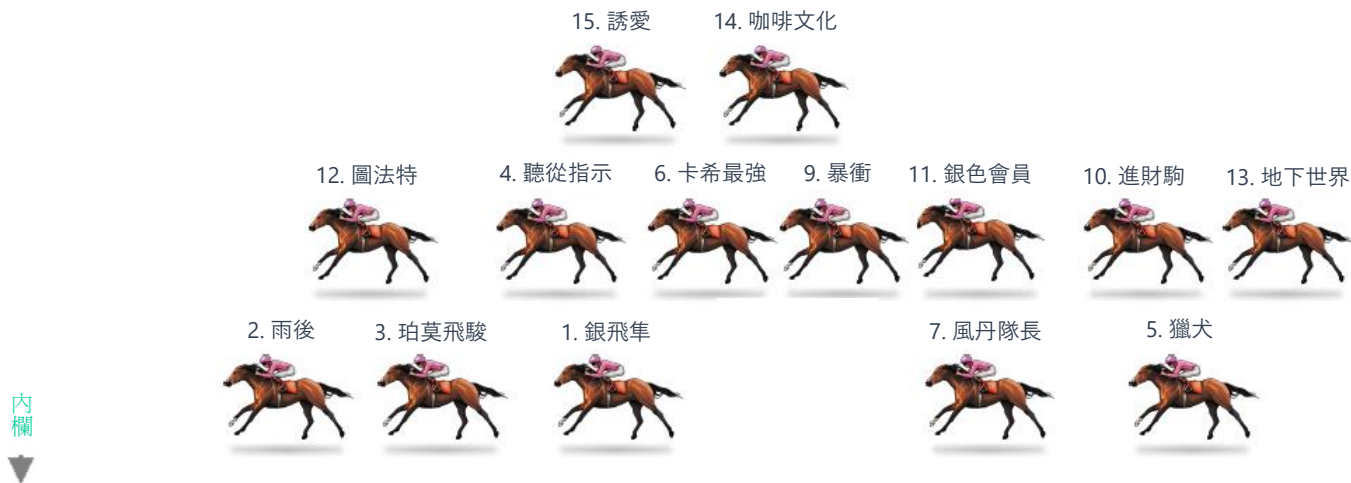 15. 誘愛
14. 咖啡文化
12. 圖法特
4. 聽從指示
6. 卡希最強
9. 暴衝
11. 銀色會員
10. 進財駒
13. 地下世界
2. 雨後
3. 珀莫飛駿
1. 銀飛隼
7. 風丹隊長
5. 獵犬
內欄